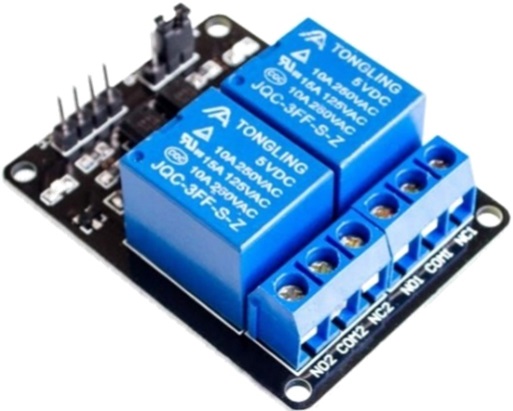 TONGLING
5VDC
10A 250VAC
15A 125VAC
10A 250VAC
JQC-3FF-S-Z
TONGLING
5VDC
10A 250VAC
15A 125VAC
10A 250VAC
JQC-3FF-S-Z
NO2 COM2 NC2 NO1 COM1 NC1